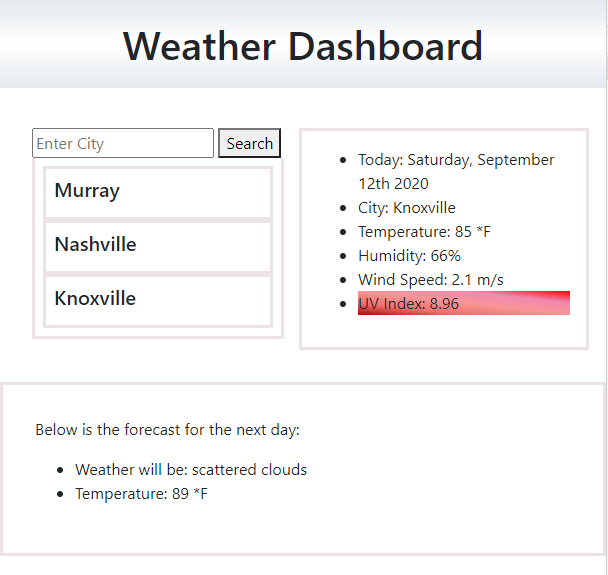 Weather Dashboard
Enter City
Search
Murray
Nashville
Knoxville
Today: Saturday, September
12th 2020
City: Knoxville
Temperature: 85 *F
Humidity: 66%
Wind Speed: 2.1 m/s
UV Index: 8.96
Below is the forecast for the next day:
Weather will be: scattered clouds
Temperature: 89 *F